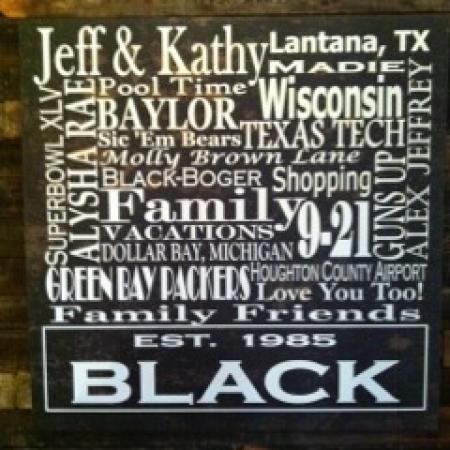 Jeff & Kathy
Lantana, TX
MADIE
Pool Time
Wisconsin
BAYLOR
Sic 'Em Bears
TEXAS TECH
Molly Brown Lane
BLACK-BOGER
Shopping
SUPERBOWL XLV
ALYSHA RAE
Family
VACATIONS
9-21
GUNS UP
ALEX JEFFREY
DOLLAR BAY, MICHIGAN
GREEN BAY PACKERS
HOUGHTON COUNTY AIRPORT
Love You Too!
Family Friends
EST. 1985
BLACK